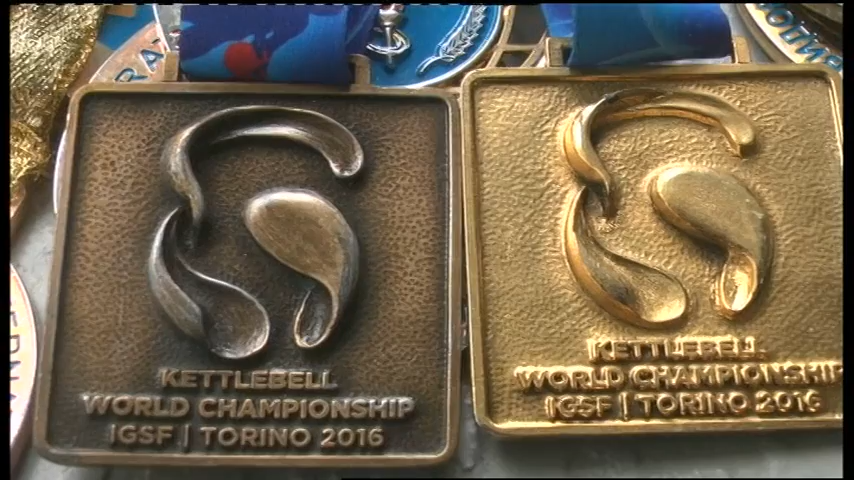 KETTLEBELL
WORLD CHAMPIONSHIP
IGSF | TORINO 2016
KETTLEBELL
WORLD CHAMPIONSHIP
IGSF | TORINO 2016